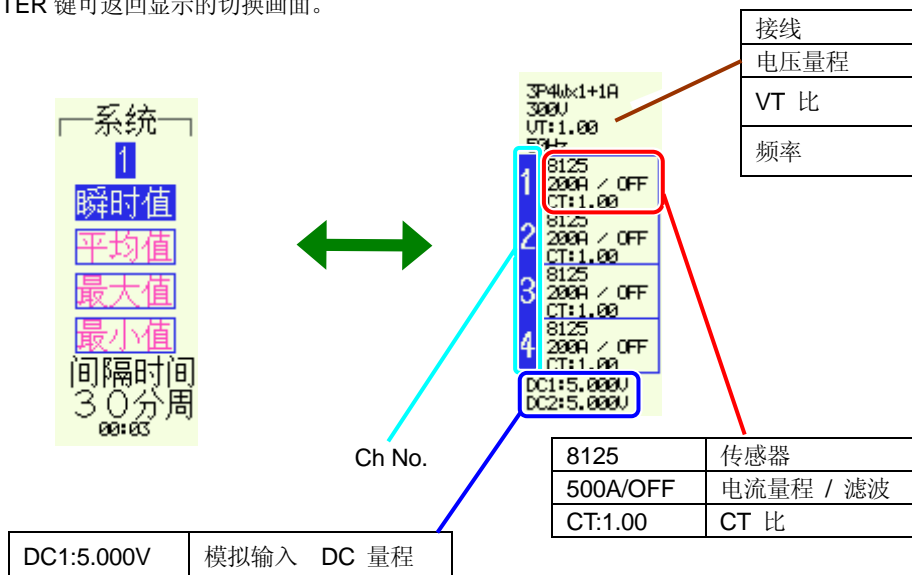 TER 键可返回显示的切换画面。
接线
电压量程
VT 比
频率
系统
1
瞬时值
平均值
最大值
最小值
间隔时间
30分周
00:03
3P4Wx1+1A
300V
VT:1.00
50Hz
1
8125
200A / OFF
CT:1.00
2
8125
200A / OFF
CT:1.00
3
8125
200A / OFF
CT:1.00
4
8125
200A / OFF
CT:1.00
DC1:5.000V
DC2:5.000V
Ch No.
8125 传感器
500A/OFF 电流量程 / 滤波
CT:1.00 CT 比
DC1:5.000V 模拟输入 DC 量程